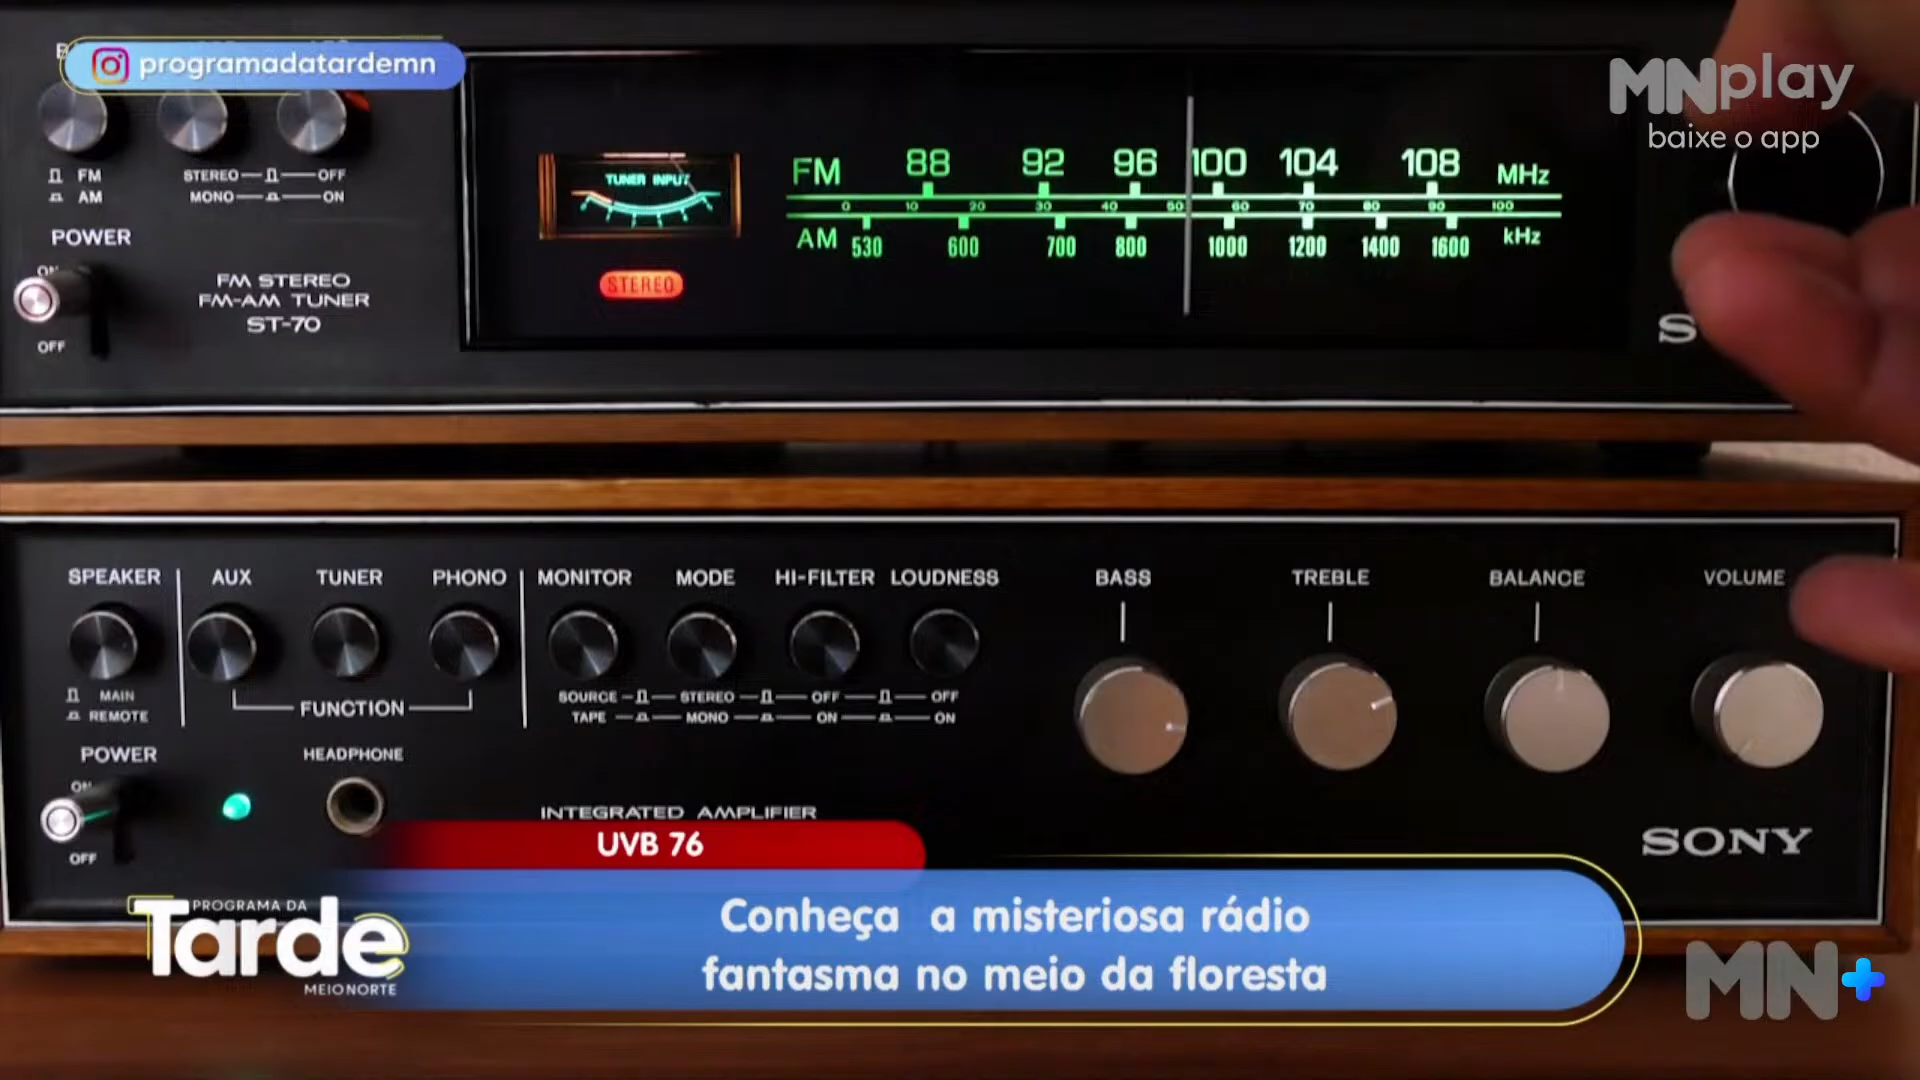 programadatardemn
MNplay
baixe o app
FM
AM
STEREO OFF
MONO ON
POWER
ON
OFF
FM STEREO
FM-AM TUNER
ST-70
TUNER INPUT
STEREO
FM 88 92 96 100 104 108 MHz
0 10 20 30 40 50 60 70 80 90 100
AM 530 600 700 800 1000 1200 1400 1600 kHz
S
SPEAKER AUX TUNER PHONO MONITOR MODE HI-FILTER LOUDNESS BASS TREBLE BALANCE VOLUME
MAIN
REMOTE
FUNCTION
SOURCE STEREO OFF OFF
TAPE MONO ON ON
POWER
ON
OFF
HEADPHONE
INTEGRATED AMPLIFIER
SONY
UVB 76
PROGRAMA DA
Tarde
MEIONORTE
Conheça a misteriosa rádio
fantasma no meio da floresta
MN+